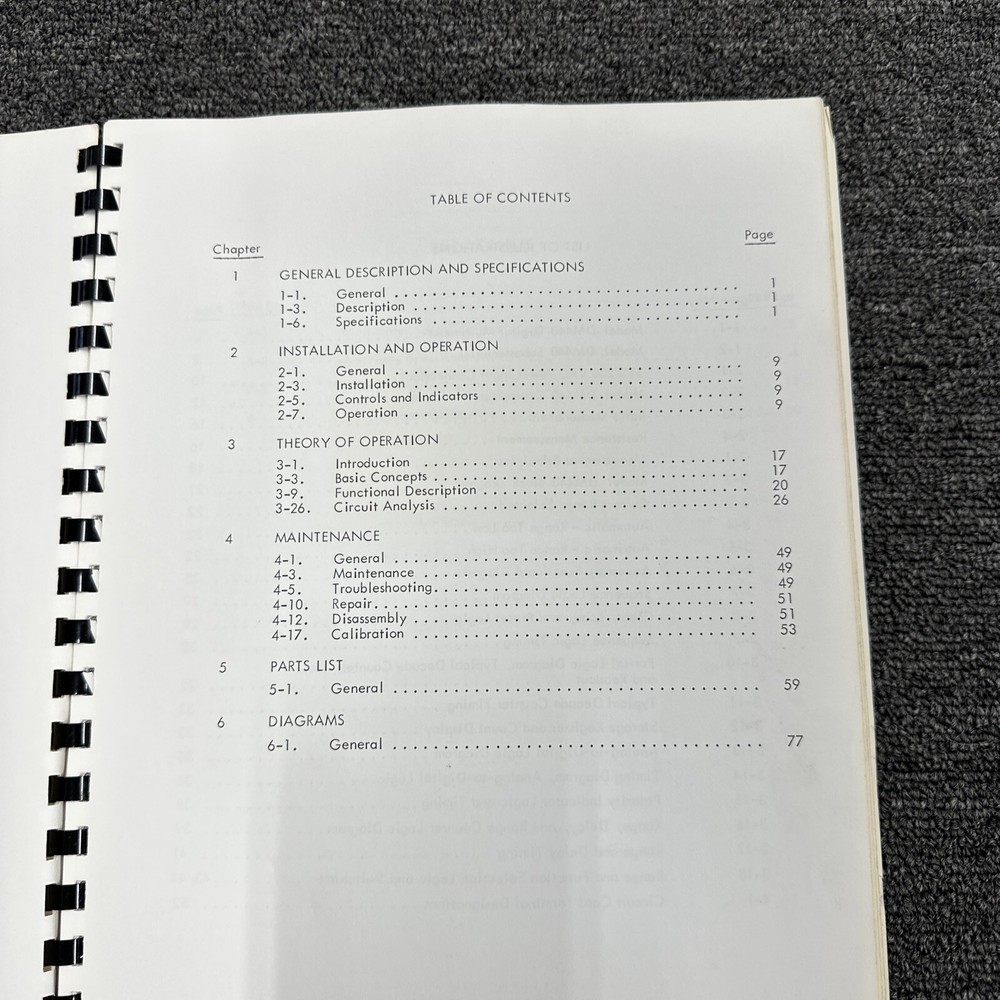 TABLE OF CONTENTS
Chapter Page
1 GENERAL DESCRIPTION AND SPECIFICATIONS
1-1. General . . . . . . . . . . . . . . . . . . . . . . . . . . . . . . . . . . . . 1
1-3. Description . . . . . . . . . . . . . . . . . . . . . . . . . . . . . . . . . . 1
1-6. Specifications . . . . . . . . . . . . . . . . . . . . . . . . . . . . . . . . 1
2 INSTALLATION AND OPERATION
2-1. General . . . . . . . . . . . . . . . . . . . . . . . . . . . . . . . . . . . . 9
2-3. Installation . . . . . . . . . . . . . . . . . . . . . . . . . . . . . . . . . . 9
2-5. Controls and Indicators . . . . . . . . . . . . . . . . . . . . . . . . . . 9
2-7. Operation . . . . . . . . . . . . . . . . . . . . . . . . . . . . . . . . . . . 9
3 THEORY OF OPERATION
3-1. Introduction . . . . . . . . . . . . . . . . . . . . . . . . . . . . . . . . . 17
3-3. Basic Concepts . . . . . . . . . . . . . . . . . . . . . . . . . . . . . . . . 17
3-9. Functional Description . . . . . . . . . . . . . . . . . . . . . . . . . . . 20
3-26. Circuit Analysis . . . . . . . . . . . . . . . . . . . . . . . . . . . . . . . 26
4 MAINTENANCE
4-1. General . . . . . . . . . . . . . . . . . . . . . . . . . . . . . . . . . . . . . 49
4-3. Maintenance . . . . . . . . . . . . . . . . . . . . . . . . . . . . . . . . . . 49
4-5. Troubleshooting. . . . . . . . . . . . . . . . . . . . . . . . . . . . . . . . . 49
4-10. Repair. . . . . . . . . . . . . . . . . . . . . . . . . . . . . . . . . . . . . . 51
4-12. Disassembly . . . . . . . . . . . . . . . . . . . . . . . . . . . . . . . . . . 51
4-17. Calibration . . . . . . . . . . . . . . . . . . . . . . . . . . . . . . . . . . . 53
5 PARTS LIST
5-1. General . . . . . . . . . . . . . . . . . . . . . . . . . . . . . . . . . . . . . 59
6 DIAGRAMS
6-1. General . . . . . . . . . . . . . . . . . . . . . . . . . . . . . . . . . . . . . 77